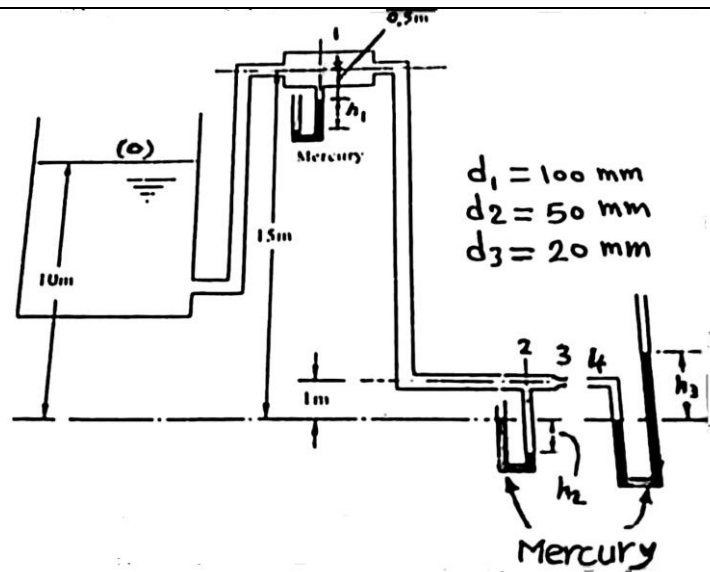 0.5m
1
h₁
Mercury
(0)
d₁ = 100 mm
d2 = 50 mm
d3 = 20 mm
10m
15m
2
3
4
1m
h₃
h₂
Mercury